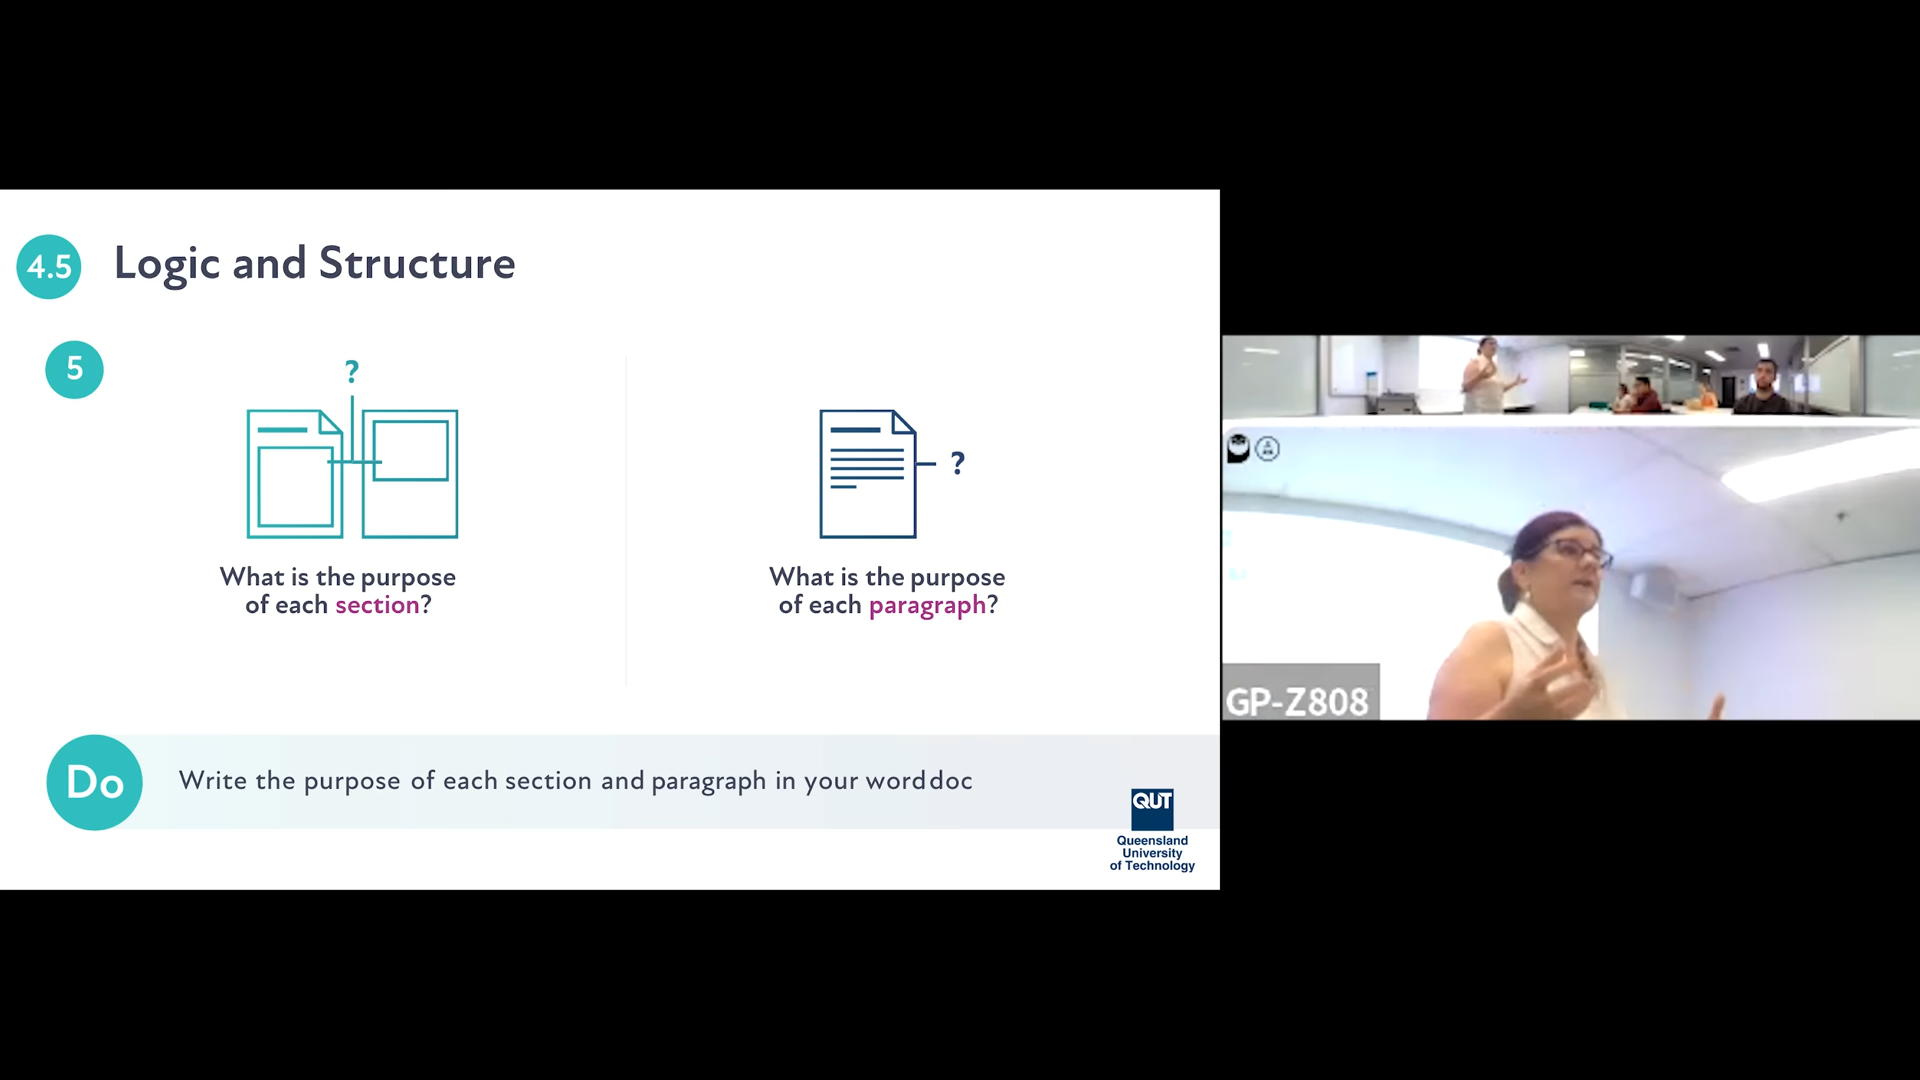 4.5 Logic and Structure
5
?
?
What is the purpose
of each section?
What is the purpose
of each paragraph?
Do Write the purpose of each section and paragraph in your worddoc
QUT
Queensland
University
of Technology
GP-Z808